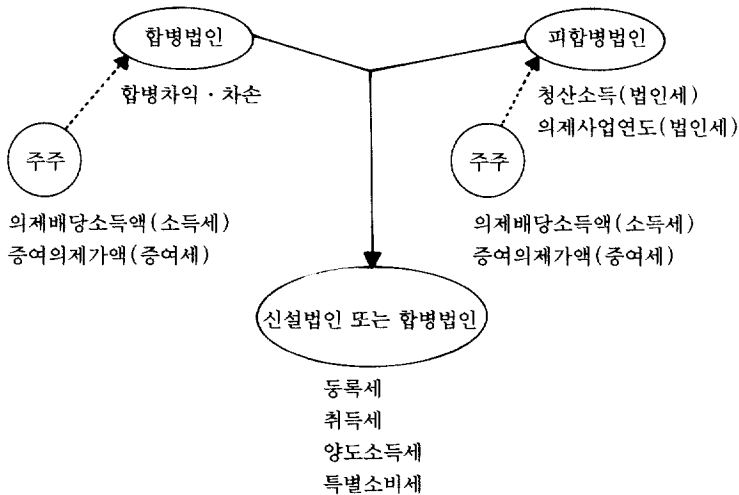 합병법인
피합병법인
합병차익·차손
청산소득(법인세)
의제사업연도(법인세)
주주
주주
의제배당소득액(소득세)
증여의제가액(증여세)
의제배당소득액(소득세)
증여의제가액(증여세)
신설법인 또는 합병법인
등록세
취득세
양도소득세
특별소비세